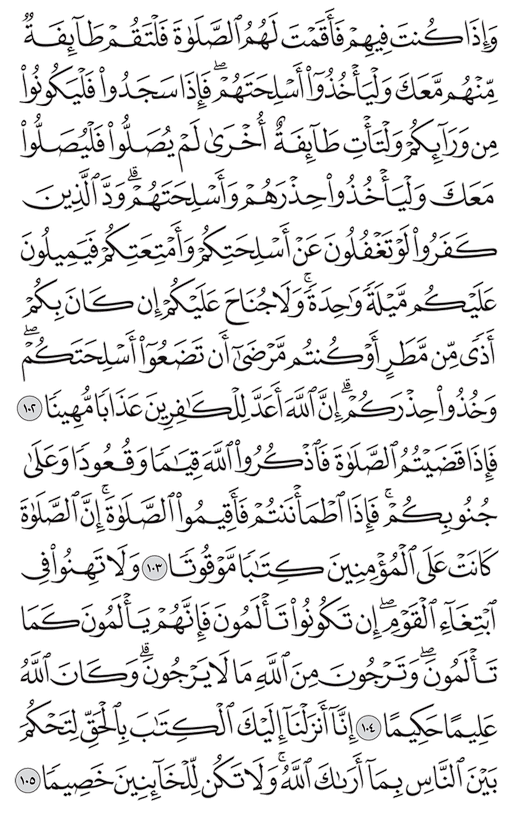 وَإِذَا كُنتَ فِيهِمْ فَأَقَمْتَ لَهُمُ ٱلصَّلَوٰةَ فَلْتَقُمْ طَآئِفَةٌ
مِّنْهُم مَّعَكَ وَلْيَأْخُذُوٓا۟ أَسْلِحَتَهُمْ ۖ فَإِذَا سَجَدُوا۟ فَلْيَكُونُوا۟
مِن وَرَآئِكُمْ وَلْتَأْتِ طَآئِفَةٌ أُخْرَىٰ لَمْ يُصَلُّوا۟ فَلْيُصَلُّوا۟
مَعَكَ وَلْيَأْخُذُوا۟ حِذْرَهُمْ وَأَسْلِحَتَهُمْ ۗ وَدَّ ٱلَّذِينَ
كَفَرُوا۟ لَوْ تَغْفُلُونَ عَنْ أَسْلِحَتِكُمْ وَأَمْتِعَتِكُمْ فَيَمِيلُونَ
عَلَيْكُم مَّيْلَةً وَٰحِدَةً ۚ وَلَا جُنَاحَ عَلَيْكُمْ إِن كَانَ بِكُمْ
أَذًى مِّن مَّطَرٍ أَوْ كُنتُم مَّرْضَىٰٓ أَن تَضَعُوٓا۟ أَسْلِحَتَكُمْ ۖ
وَخُذُوا۟ حِذْرَكُمْ ۗ إِنَّ ٱللَّهَ أَعَدَّ لِلْكَٰفِرِينَ عَذَابًا مُّهِينًا ١٠٢
فَإِذَا قَضَيْتُمُ ٱلصَّلَوٰةَ فَٱذْكُرُوا۟ ٱللَّهَ قِيَٰمًا وَقُعُودًا وَعَلَىٰ
جُنُوبِكُمْ ۚ فَإِذَا ٱطْمَأْنَنتُمْ فَأَقِيمُوا۟ ٱلصَّلَوٰةَ ۚ إِنَّ ٱلصَّلَوٰةَ
كَانَتْ عَلَى ٱلْمُؤْمِنِينَ كِتَٰبًا مَّوْقُوتًا ١٠٣ وَلَا تَهِنُوا۟ فِى
ٱبْتِغَآءِ ٱلْقَوْمِ ۖ إِن تَكُونُوا۟ تَأْلَمُونَ فَإِنَّهُمْ يَأْلَمُونَ كَمَا
تَأْلَمُونَ ۖ وَتَرْجُونَ مِنَ ٱللَّهِ مَا لَا يَرْجُونَ ۗ وَكَانَ ٱللَّهُ
عَلِيمًا حَكِيمًا ١٠٤ إِنَّآ أَنزَلْنَآ إِلَيْكَ ٱلْكِتَٰبَ بِٱلْحَقِّ لِتَحْكُمَ
بَيْنَ ٱلنَّاسِ بِمَآ أَرَىٰكَ ٱللَّهُ ۚ وَلَا تَكُن لِّلْخَآئِنِينَ خَصِيمًا ١٠٥